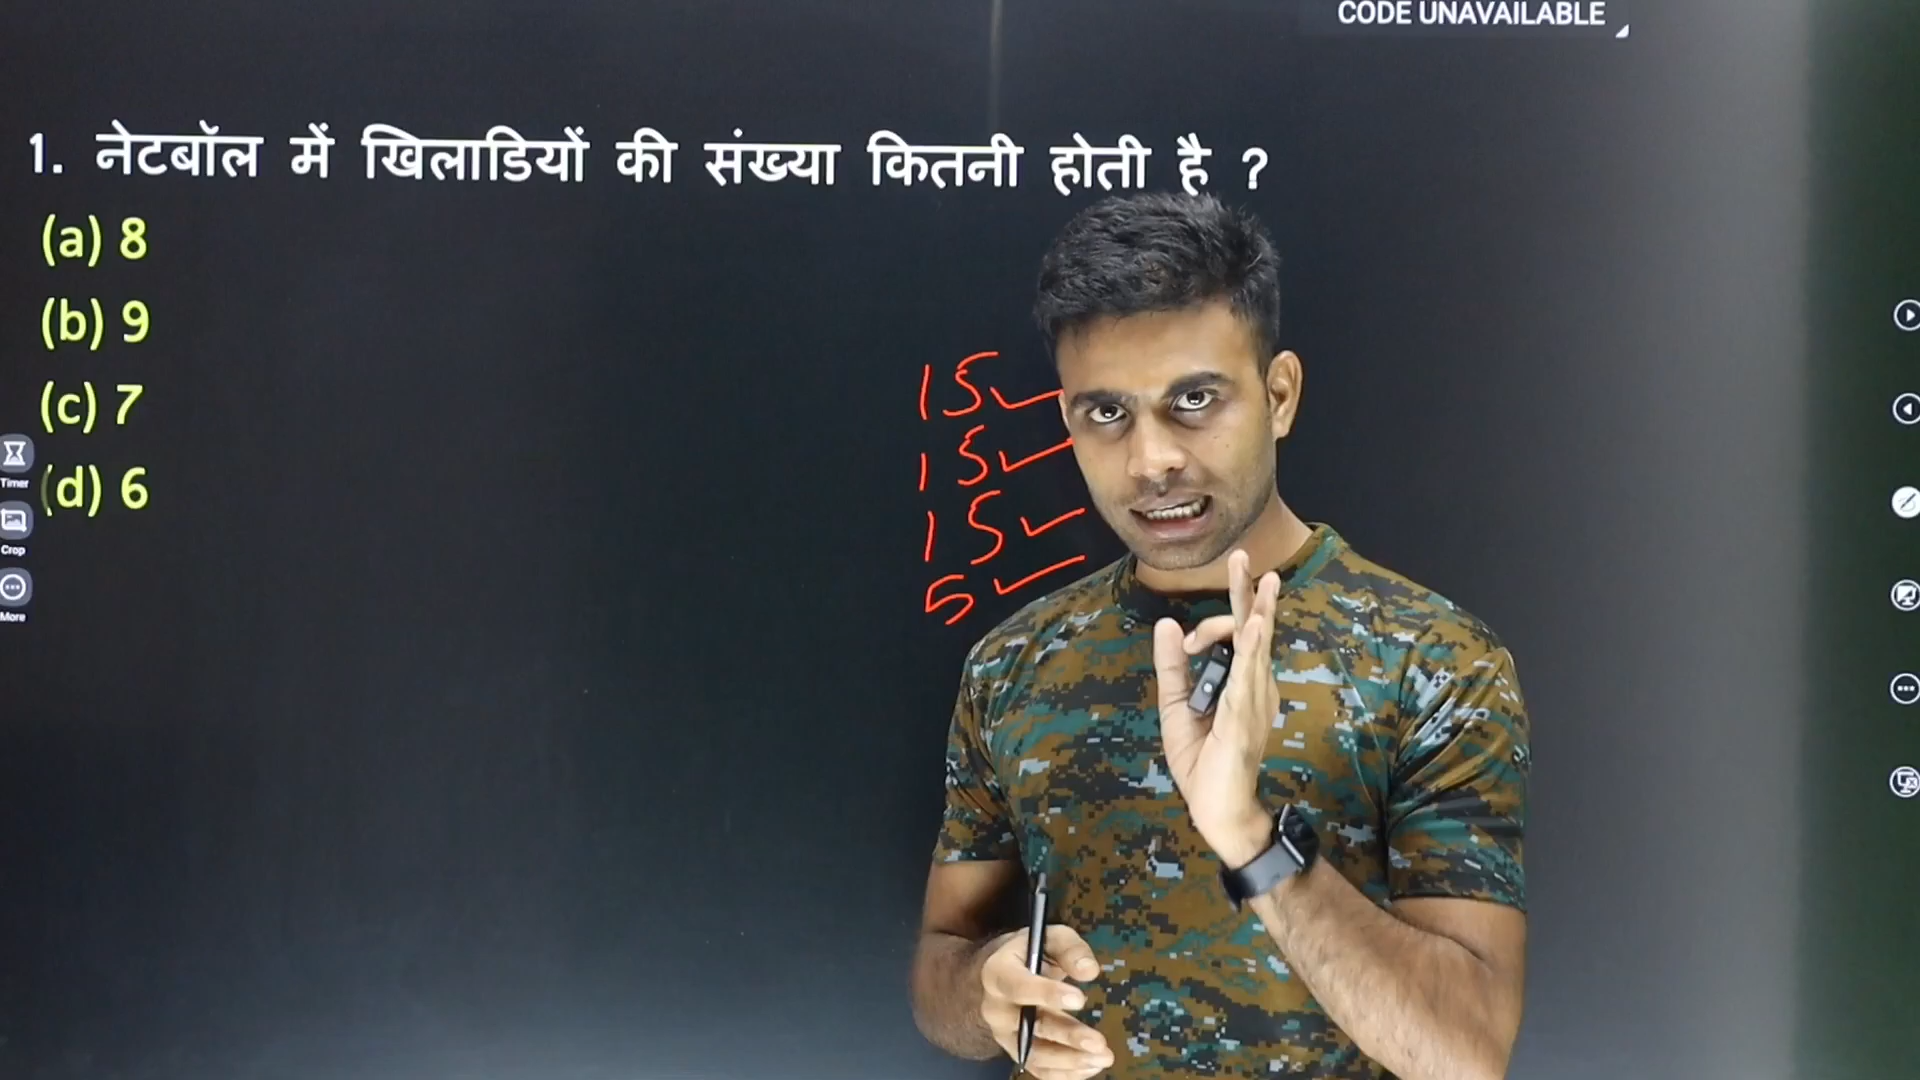 CODE UNAVAILABLE
1. नेटबॉल में खिलाडियों की संख्या कितनी होती है ?
(a) 8
(b) 9
(c) 7
(d) 6
15
15
15
5
Timer
Crop
More